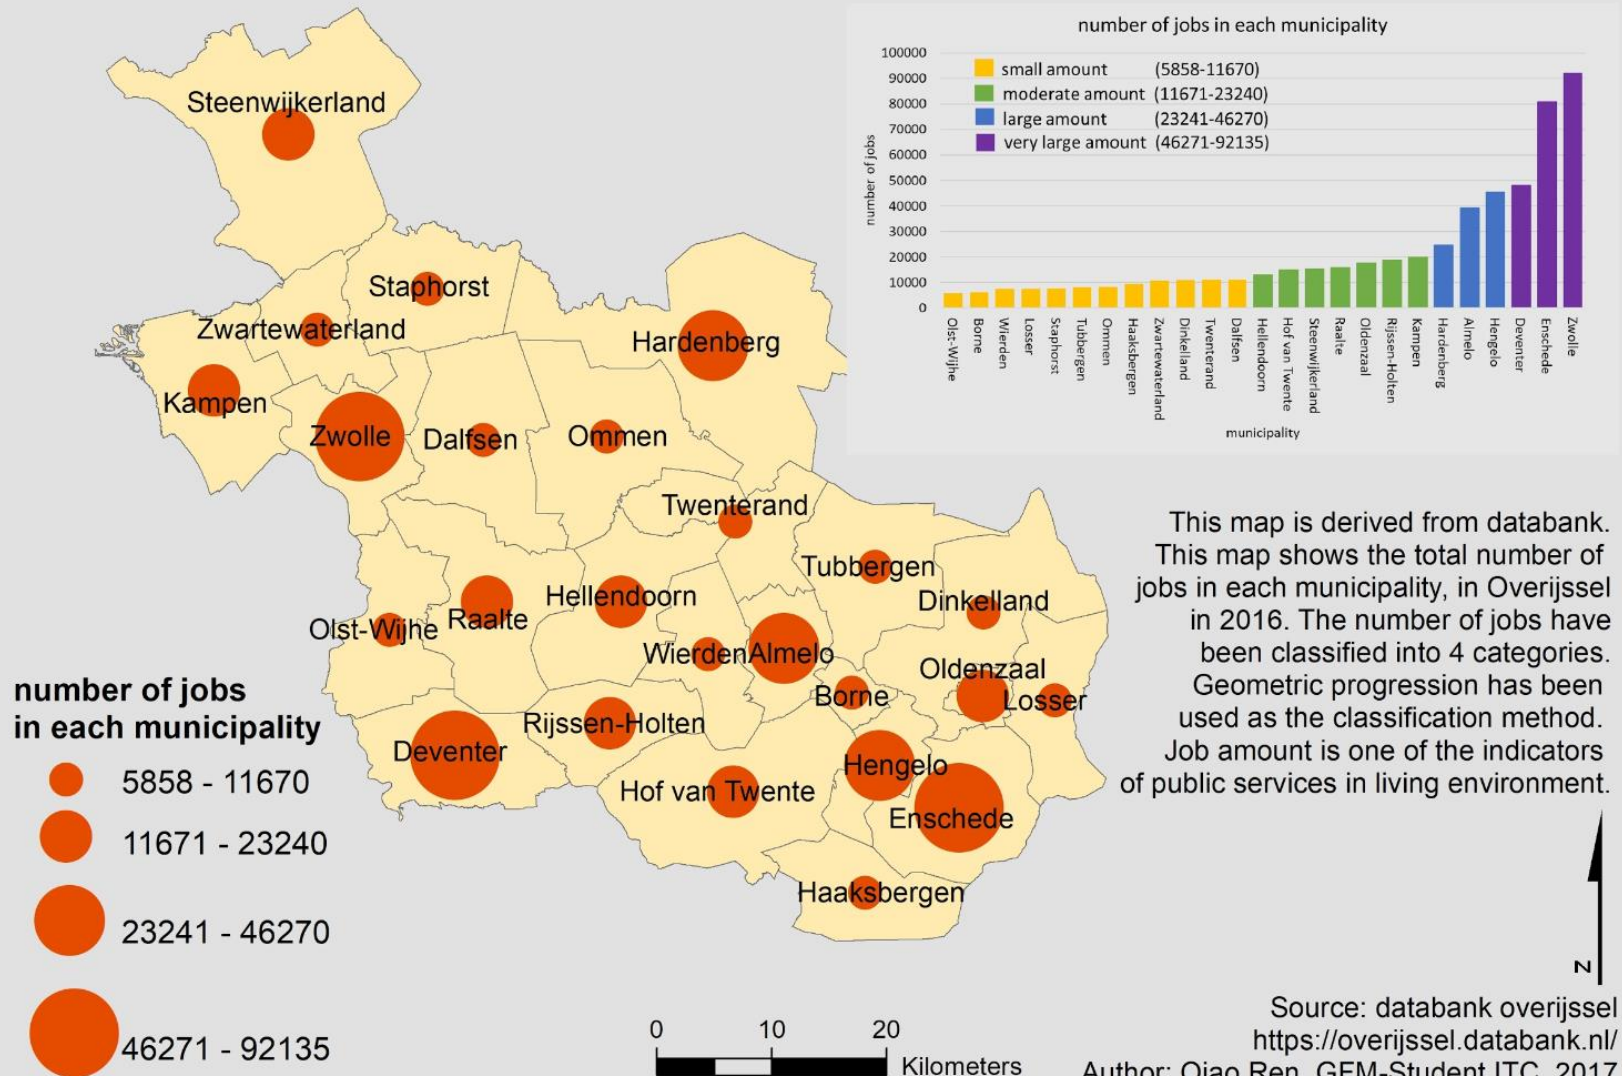 number of jobs in each municipality
100000
90000
80000
70000
60000
50000
40000
30000
20000
10000
0
number of jobs
small amount (5858-11670)
moderate amount (11671-23240)
large amount (23241-46270)
very large amount (46271-92135)
Olst-Wijhe
Borne
Wierden
Losser
Staphorst
Tubbergen
Ommen
Haaksbergen
Zwartewaterland
Dinkelland
Twenterand
Dalfsen
Hellendoorn
Hof van Twente
Steenwijkerland
Raalte
Oldenzaal
Rijssen-Holten
Kampen
Hardenberg
Almelo
Hengelo
Deventer
Enschede
Zwolle
municipality
Steenwijkerland
Staphorst
Zwartewaterland
Hardenberg
Kampen
Zwolle
Dalfsen
Ommen
Twenterand
Tubbergen
Hellendoorn
Dinkelland
Raalte
Olst-Wijhe
Wierden
Almelo
Oldenzaal
Borne
Losser
Rijssen-Holten
Deventer
Hengelo
Hof van Twente
Enschede
Haaksbergen
This map is derived from databank.
This map shows the total number of
jobs in each municipality, in Overijssel
in 2016. The number of jobs have
been classified into 4 categories.
Geometric progression has been
used as the classification method.
Job amount is one of the indicators
of public services in living environment.
number of jobs
in each municipality
5858 - 11670
11671 - 23240
23241 - 46270
46271 - 92135
0 10 20
Kilometers
N
Source: databank overijssel
https://overijssel.databank.nl/
Author: Qiao Ren, GFM-Student ITC, 2017